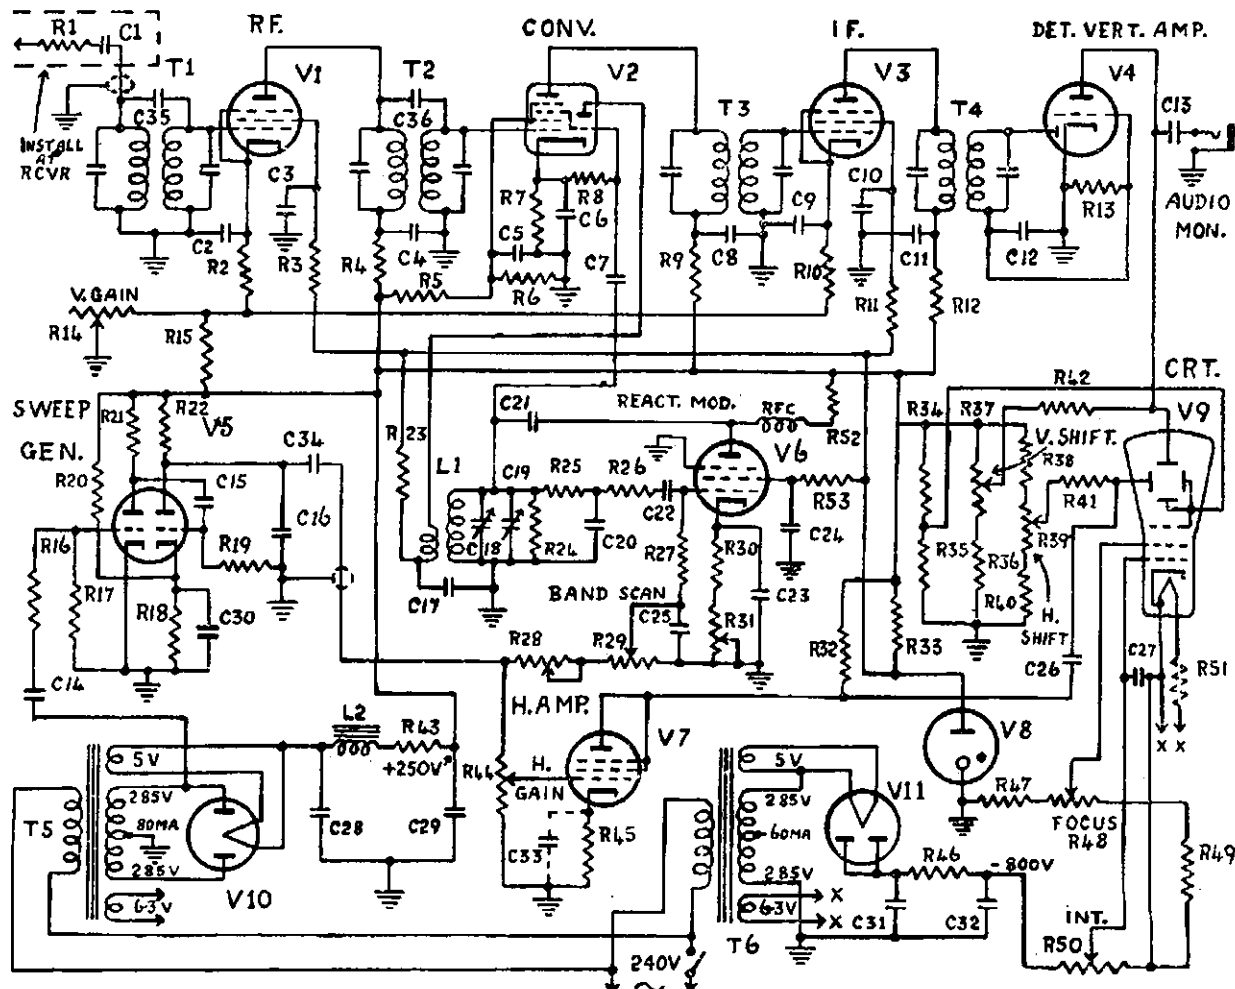 R1
C1
RF.
CONV.
IF.
DET. VERT. AMP.
T1
V1
T2
V2
V3
V4
C35
C36
T3
T4
C13
INSTALL
AT
RCVR
C3
R7
R8
C6
C9
C10
R13
AUDIO
MON.
C2
R2
R3
R4
C4
C5
R5
R6
C7
R9
C8
R10
R11
C11
R12
C12
V. GAIN
R14
R15
R42
CRT.
SWEEP
GEN.
R21
R22
V5
C34
R23
C21
REACT. MOD.
RFC
R52
V6
R34
R37
V. SHIFT.
R38
V9
R20
C15
C16
L1
C19
C18
R24
R25
R26
C20
C22
R27
R53
C24
R41
R16
R17
R18
R19
C30
C17
BAND SCAN
R30
C23
R35
R36
R39
R40
H.
SHIFT
C14
R28
R29
C25
R31
R32
R33
C26
C27
R51
H. AMP.
L2
R43
+250V
V7
V8
x x
5V
285V
80MA
285V
6.3V
T5
V10
C28
C29
R44
H.
GAIN
C33
R45
5V
285V
60MA
285V
6.3V
x
x
T6
V11
R46
-800V
C31
C32
R47
FOCUS
R48
R49
INT.
R50
240V